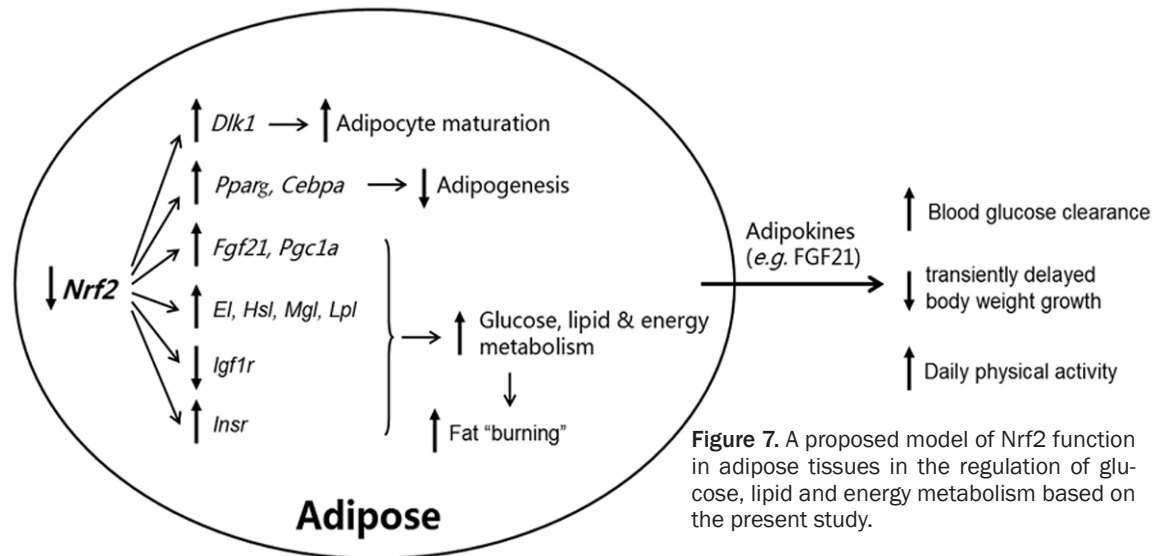 Dlk1
Adipocyte maturation
Pparg, Cebpa
Adipogenesis
Fgf21, Pgc1a
Nrf2
El, Hsl, Mgl, Lpl
Igf1r
Insr
Glucose, lipid & energy
metabolism
Fat "burning"
Adipose
Adipokines
(e.g. FGF21)
Blood glucose clearance
transiently delayed
body weight growth
Daily physical activity
Figure 7. A proposed model of Nrf2 function
in adipose tissues in the regulation of glu-
cose, lipid and energy metabolism based on
the present study.